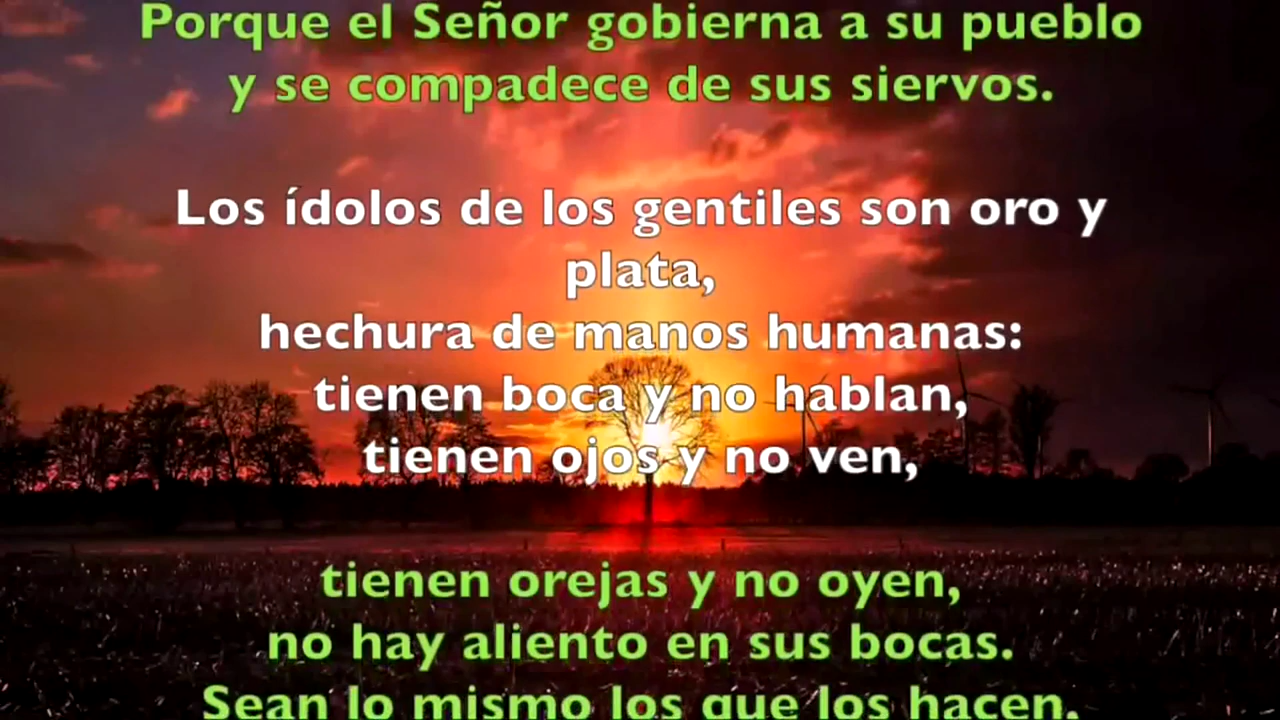 Porque el Señor gobierna a su pueblo
y se compadece de sus siervos.
Los ídolos de los gentiles son oro y
plata,
hechura de manos humanas:
tienen boca y no hablan,
tienen ojos y no ven,
tienen orejas y no oyen,
no hay aliento en sus bocas.
Sean lo mismo los que los hacen,